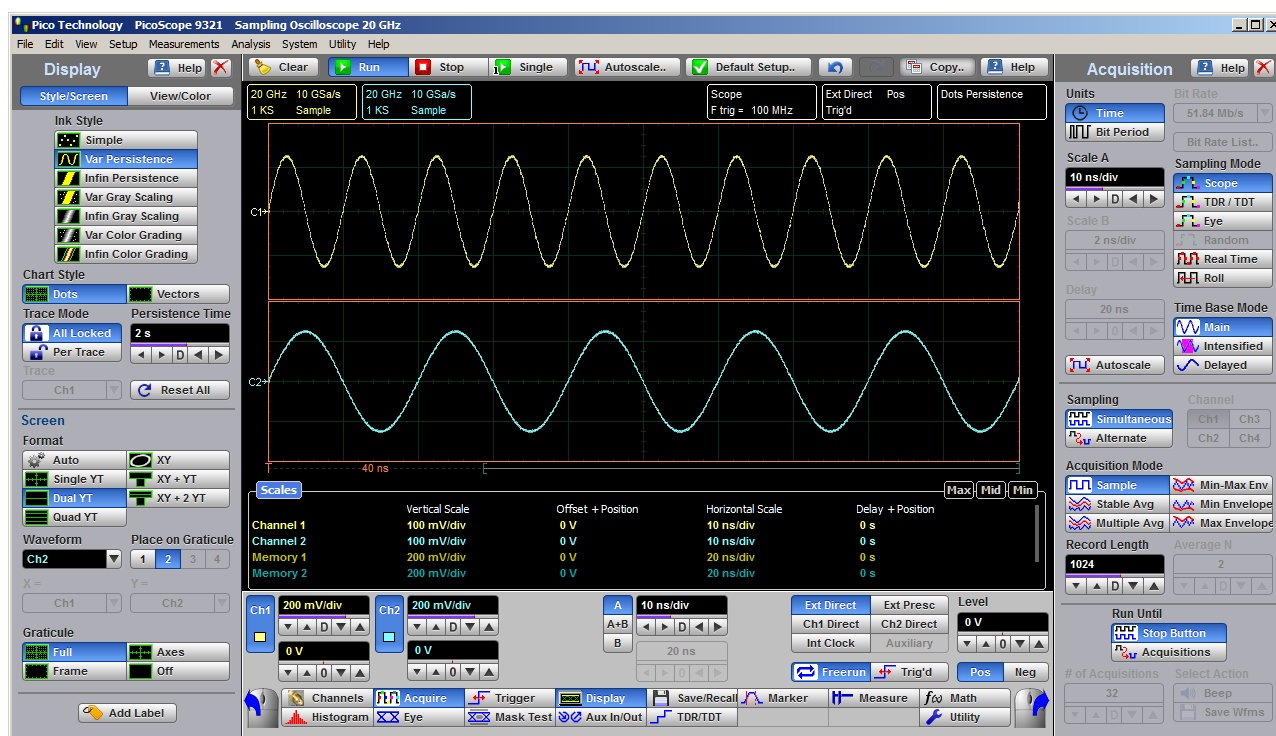 Pico Technology PicoScope 9321 Sampling Oscilloscope 20 GHz
File Edit View Setup Measurements Analysis System Utility Help
Display Help
Style/Screen View/Color
Ink Style
Simple
Var Persistence
Infin Persistence
Var Gray Scaling
Infin Gray Scaling
Var Color Grading
Infin Color Grading
Chart Style
Dots Vectors
Trace Mode Persistence Time
All Locked 2 s
Per Trace D
Trace
Ch1 Reset All
Screen
Format
Auto XY
Single YT XY + YT
Dual YT XY + 2 YT
Quad YT
Waveform Place on Graticule
Ch2 1 2 3 4
X = Y =
Ch1 Ch2
Graticule
Full Axes
Frame Off
Add Label
Clear Run Stop 1 Single Autoscale.. Default Setup.. Copy.. Help
20 GHz 10 GSa/s 20 GHz 10 GSa/s Scope Ext Direct Pos Dots Persistence
1 KS Sample 1 KS Sample F trig = 100 MHz Trig'd
C1
C2
T 40 ns
Scales Max Mid Min
Vertical Scale Offset + Position Horizontal Scale Delay + Position
Channel 1 100 mV/div 0 V 10 ns/div 0 s
Channel 2 100 mV/div 0 V 10 ns/div 0 s
Memory 1 200 mV/div 0 V 20 ns/div 0 s
Memory 2 200 mV/div 0 V 20 ns/div 0 s
Ch1 200 mV/div Ch2 200 mV/div A 10 ns/div Ext Direct Ext Presc Level
D D A+B D Ch1 Direct Ch2 Direct 0 V
0 V 0 V B 20 ns Int Clock Auxiliary 0
0 0 0 Freerun Trig'd Pos Neg
Channels Acquire Trigger Display Save/Recall Marker Measure f(x) Math
Histogram Eye Mask Test Aux In/Out TDR/TDT Utility
Acquisition Help
Units Bit Rate
Time 51.84 Mb/s
Bit Period Bit Rate List..
Scale A Sampling Mode
10 ns/div Scope
D TDR / TDT
Scale B Eye
2 ns/div Random
D Real Time
Roll
Delay
20 ns Time Base Mode
0 Main
Intensified
Autoscale Delayed
Sampling Channel
Simultaneous Ch1 Ch3
Alternate Ch2 Ch4
Acquisition Mode
Sample Min-Max Env
Stable Avg Min Envelope
Multiple Avg Max Envelope
Record Length Average N
1024 2
D D
Run Until
Stop Button
Acquisitions
# of Acquisitions Select Action
32 Beep
D Save Wfms